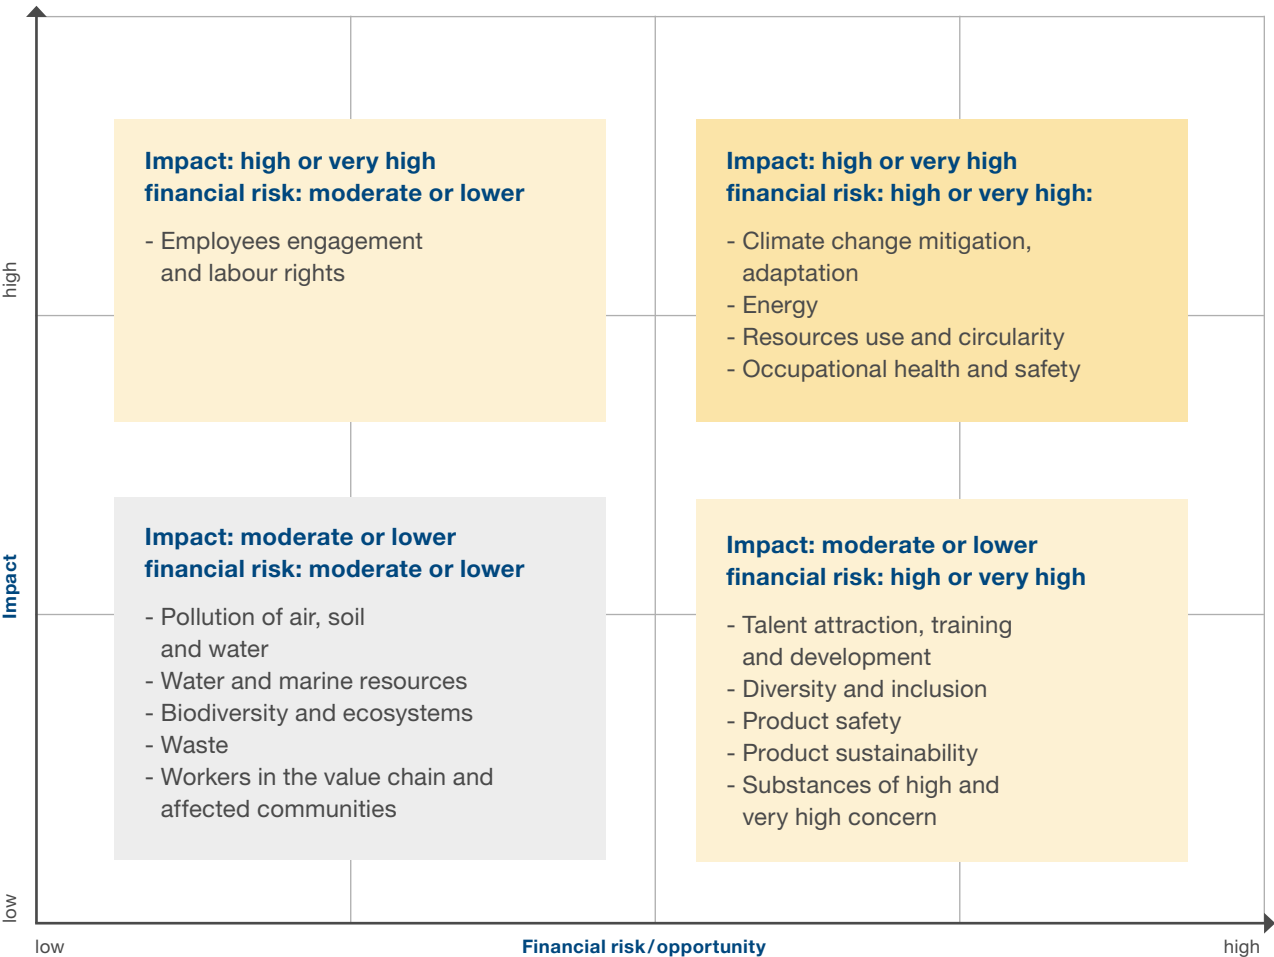 high
Impact
low
Impact: high or very high
financial risk: moderate or lower
- Employees engagement
and labour rights
Impact: high or very high
financial risk: high or very high:
- Climate change mitigation,
adaptation
- Energy
- Resources use and circularity
- Occupational health and safety
Impact: moderate or lower
financial risk: moderate or lower
- Pollution of air, soil
and water
- Water and marine resources
- Biodiversity and ecosystems
- Waste
- Workers in the value chain and
affected communities
Impact: moderate or lower
financial risk: high or very high
- Talent attraction, training
and development
- Diversity and inclusion
- Product safety
- Product sustainability
- Substances of high and
very high concern
low
Financial risk/opportunity
high